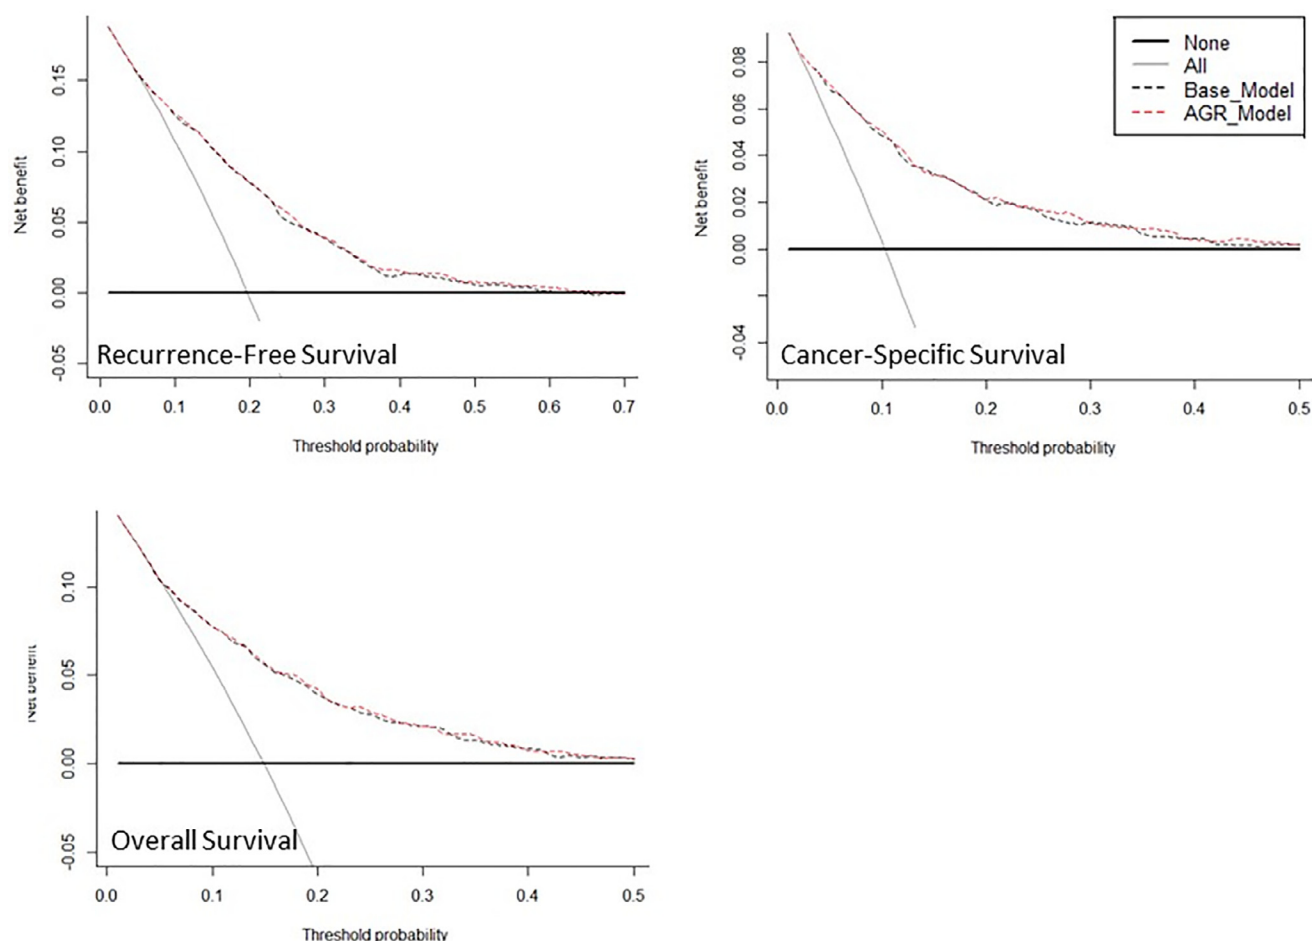 0.15
0.10
0.05
0.00
-0.05
Net benefit
Recurrence-Free Survival
0.0 0.1 0.2 0.3 0.4 0.5 0.6 0.7
Threshold probability
0.08
0.06
0.04
0.02
0.00
-0.04
Net benefit
None
All
Base_Model
AGR_Model
Cancer-Specific Survival
0.0 0.1 0.2 0.3 0.4 0.5
Threshold probability
0.10
0.05
0.00
-0.05
Net benefit
Overall Survival
0.0 0.1 0.2 0.3 0.4 0.5
Threshold probability